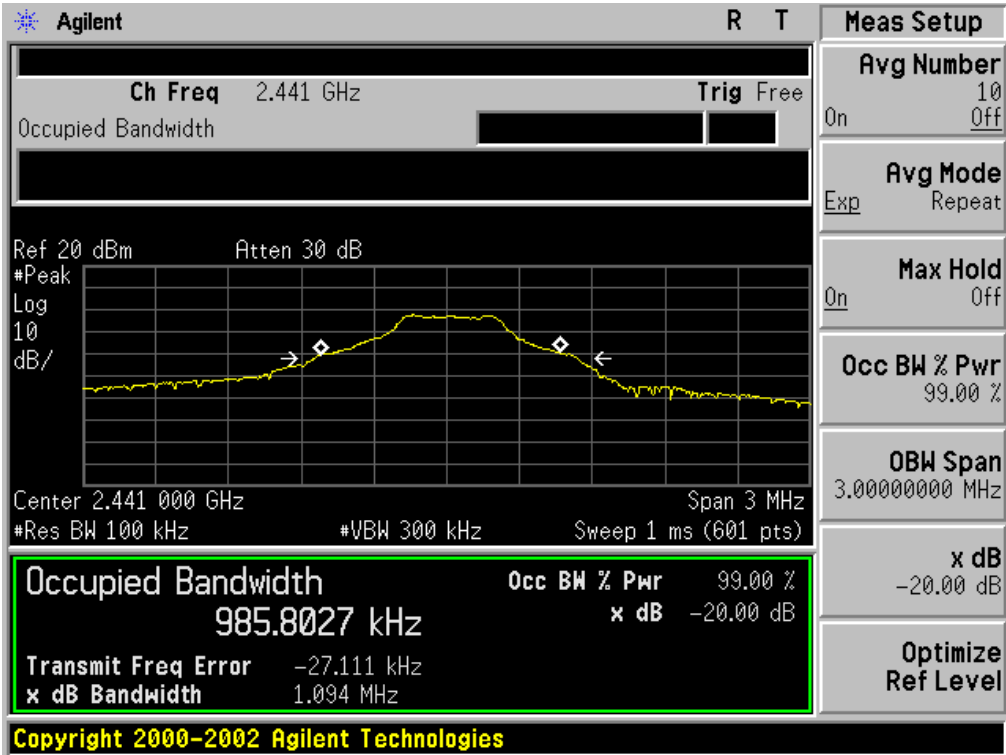 Agilent R T
Ch Freq 2.441 GHz Trig Free
Occupied Bandwidth
Ref 20 dBm Atten 30 dB
#Peak
Log
10
dB/
Center 2.441 000 GHz Span 3 MHz
#Res BW 100 kHz #VBW 300 kHz Sweep 1 ms (601 pts)
Occupied Bandwidth Occ BW % Pwr 99.00 %
985.8027 kHz x dB -20.00 dB
Transmit Freq Error -27.111 kHz
x dB Bandwidth 1.094 MHz
Copyright 2000-2002 Agilent Technologies
Meas Setup
Avg Number
10
On Off
Avg Mode
Exp Repeat
Max Hold
On Off
Occ BW % Pwr
99.00 %
OBW Span
3.00000000 MHz
x dB
-20.00 dB
Optimize
Ref Level